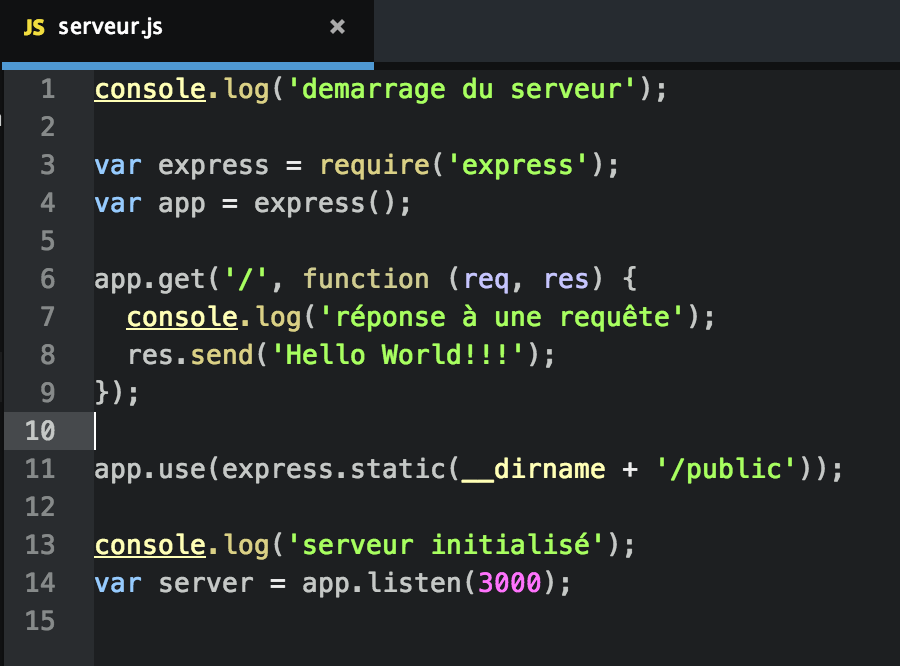 JS serveur.js ×
1 console.log('demarrage du serveur');
2
3 var express = require('express');
4 var app = express();
5
6 app.get('/', function (req, res) {
7   console.log('réponse à une requête');
8   res.send('Hello World!!!');
9 });
10
11 app.use(express.static(__dirname + '/public'));
12
13 console.log('serveur initialisé');
14 var server = app.listen(3000);
15